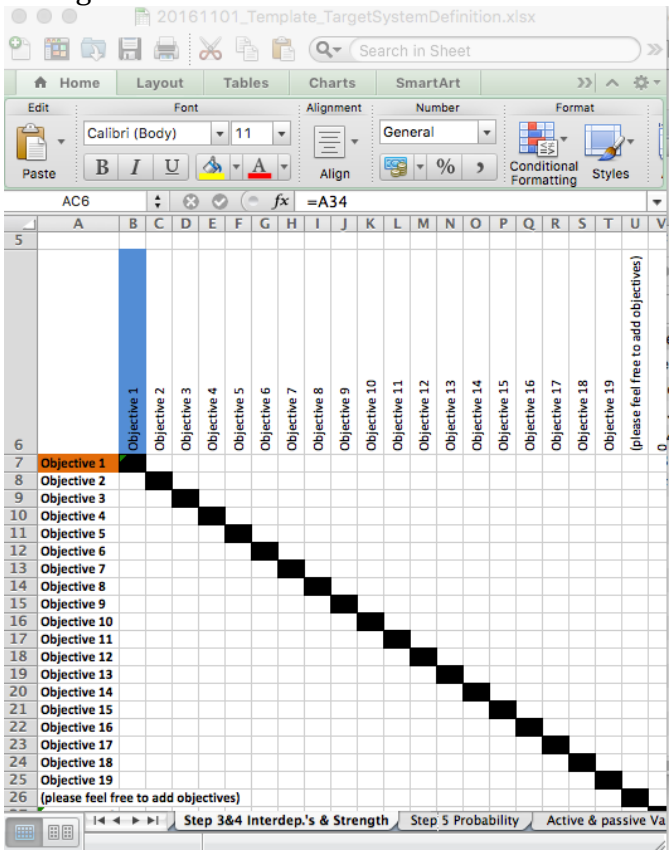 20161101_Template_TargetSystemDefinition.xlsx
Search in Sheet
Home Layout Tables Charts SmartArt
Edit Font Alignment Number Format
Calibri (Body) 11 General
Paste B I U A Align % Conditional Formatting Styles
AC6 fx =A34
A B C D E F G H I J K L M N O P Q R S T U V
5
6 Objective 1 Objective 2 Objective 3 Objective 4 Objective 5 Objective 6 Objective 7 Objective 8 Objective 9 Objective 10 Objective 11 Objective 12 Objective 13 Objective 14 Objective 15 Objective 16 Objective 17 Objective 18 Objective 19 (please feel free to add objectives) 0
7 Objective 1
8 Objective 2
9 Objective 3
10 Objective 4
11 Objective 5
12 Objective 6
13 Objective 7
14 Objective 8
15 Objective 9
16 Objective 10
17 Objective 11
18 Objective 12
19 Objective 13
20 Objective 14
21 Objective 15
22 Objective 16
23 Objective 17
24 Objective 18
25 Objective 19
26 (please feel free to add objectives)
Step 3&4 Interdep.'s & Strength Step 5 Probability Active & passive Va